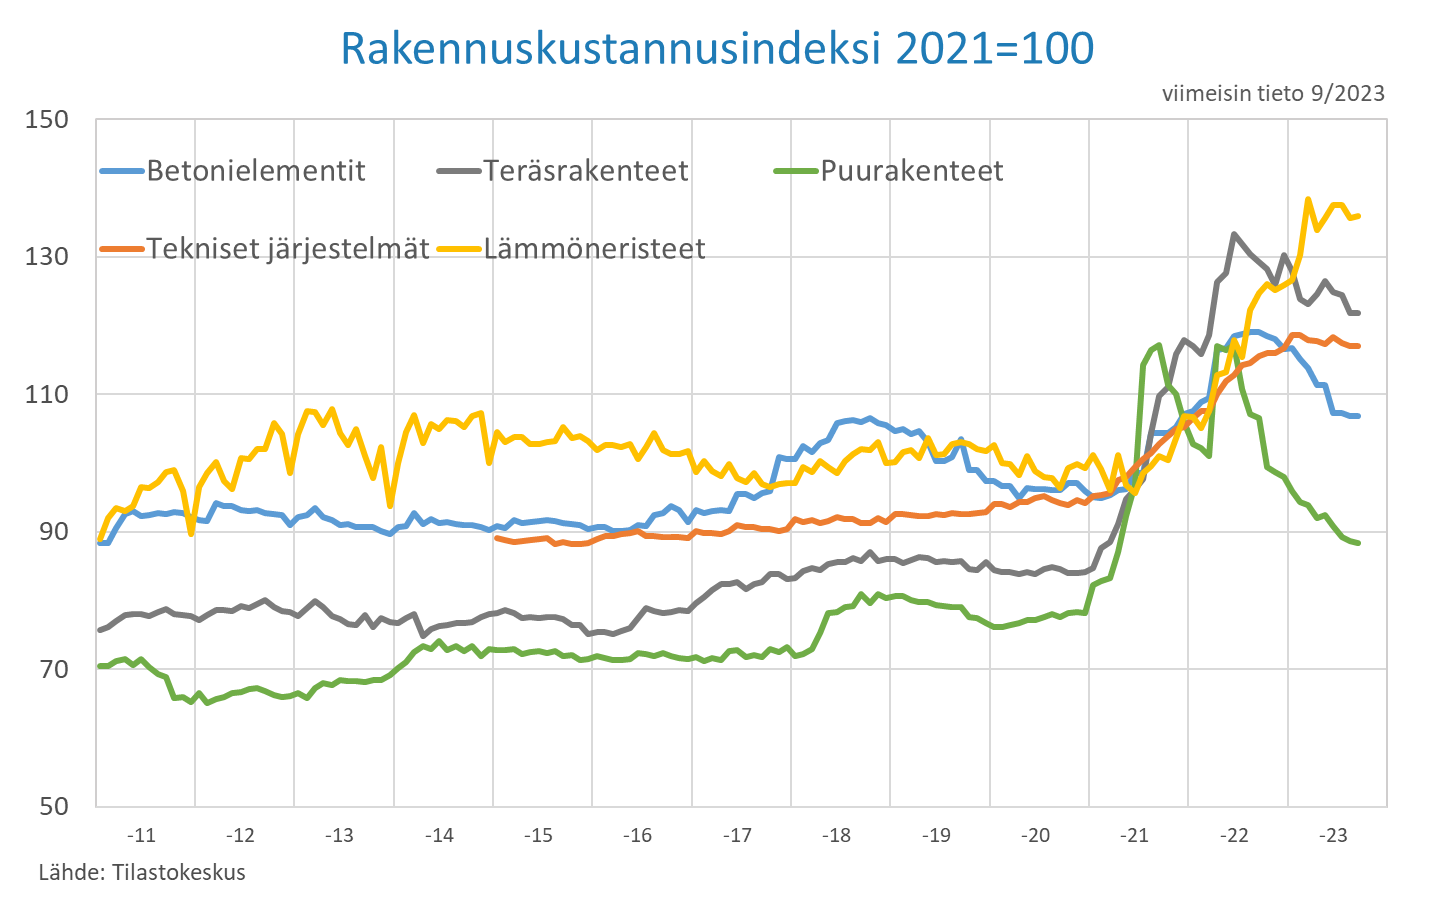 Rakennuskustannusindeksi 2021=100
viimeisin tieto 9/2023
150
Betonielementit Teräsrakenteet Puurakenteet
Tekniset järjestelmät Lämmöneristeet
130
110
90
70
50
-11 -12 -13 -14 -15 -16 -17 -18 -19 -20 -21 -22 -23
Lähde: Tilastokeskus